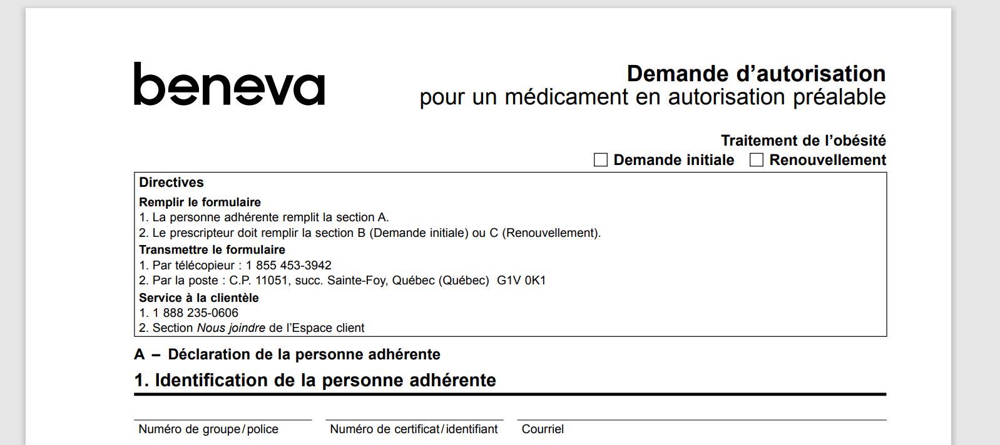 beneva
Demande d’autorisation
pour un médicament en autorisation préalable
Traitement de l’obésité
Demande initiale Renouvellement
Directives
Remplir le formulaire
1. La personne adhérente remplit la section A.
2. Le prescripteur doit remplir la section B (Demande initiale) ou C (Renouvellement).
Transmettre le formulaire
1. Par télécopieur : 1 855 453-3942
2. Par la poste : C.P. 11051, succ. Sainte-Foy, Québec (Québec) G1V 0K1
Service à la clientèle
1. 1 888 235-0606
2. Section Nous joindre de l’Espace client
A – Déclaration de la personne adhérente
1. Identification de la personne adhérente
Numéro de groupe/police Numéro de certificat/identifiant Courriel